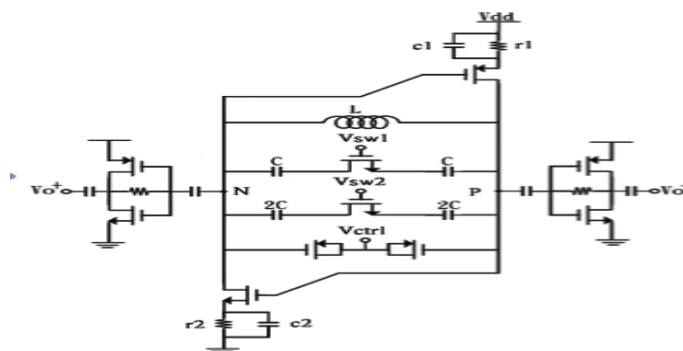 Vdd
c1 r1
L
Vsw1
C C
Vo+ N Vsw2 P Vo
2C 2C
Vctrl
r2 c2